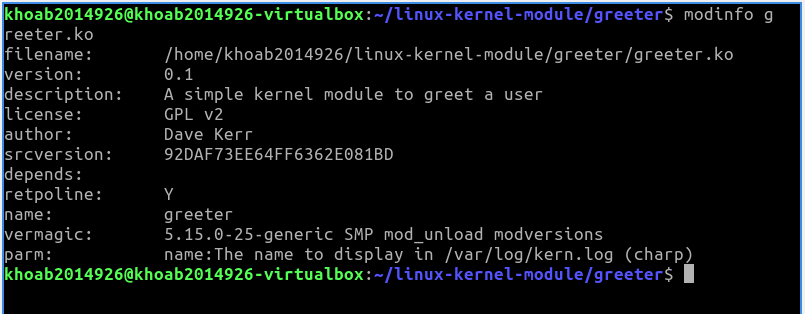 khoab2014926@khoab2014926-virtualbox:~/linux-kernel-module/greeter$ modinfo g
reeter.ko
filename:       /home/khoab2014926/linux-kernel-module/greeter/greeter.ko
version:        0.1
description:    A simple kernel module to greet a user
license:        GPL v2
author:         Dave Kerr
srcversion:     92DAF73EE64FF6362E081BD
depends:
retpoline:      Y
name:           greeter
vermagic:       5.15.0-25-generic SMP mod_unload modversions
parm:           name:The name to display in /var/log/kern.log (charp)
khoab2014926@khoab2014926-virtualbox:~/linux-kernel-module/greeter$